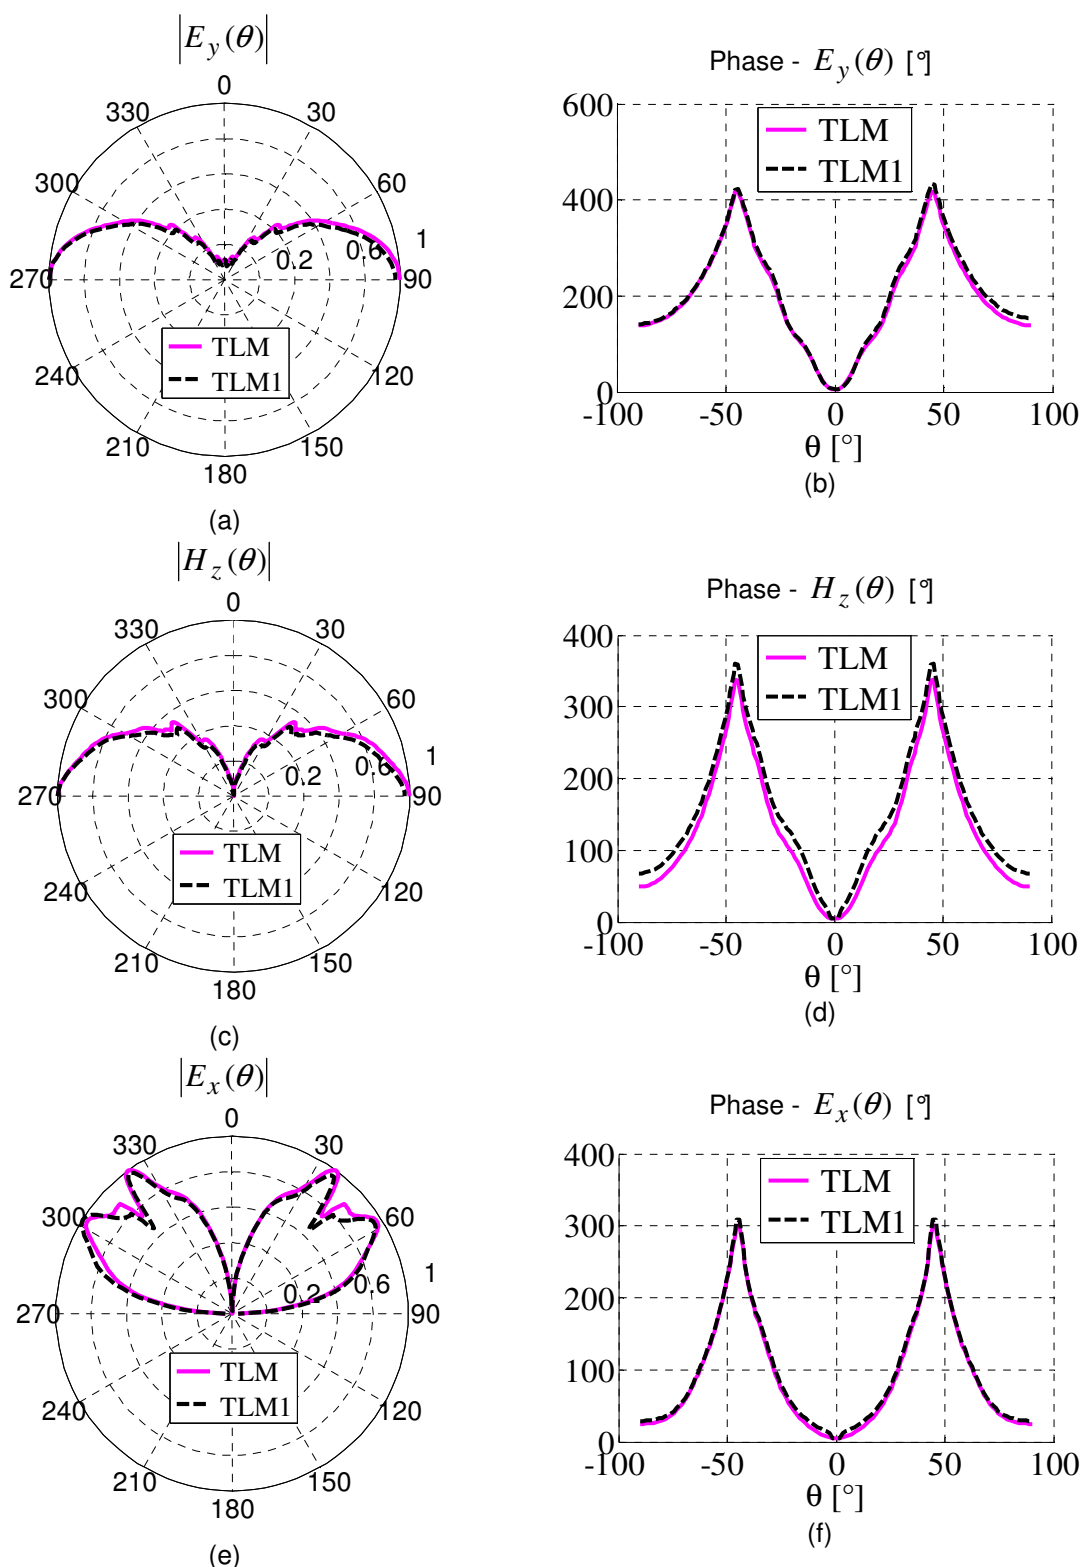 |E_y(θ)|
0
330
30
300
60
1
0.6
0.2
270
90
TLM
TLM1
240
120
210
150
180
(a)
Phase - E_y(θ) [°]
600
400
200
0
TLM
TLM1
-100 -50 0 50 100
θ [°]
(b)
|H_z(θ)|
0
330
30
300
60
1
0.6
0.2
270
90
TLM
TLM1
240
120
210
150
180
(c)
Phase - H_z(θ) [°]
400
300
200
100
0
TLM
TLM1
-100 -50 0 50 100
θ [°]
(d)
|E_x(θ)|
0
330
30
300
60
1
0.6
0.2
270
90
TLM
TLM1
240
120
210
150
180
(e)
Phase - E_x(θ) [°]
400
300
200
100
0
TLM
TLM1
-100 -50 0 50 100
θ [°]
(f)